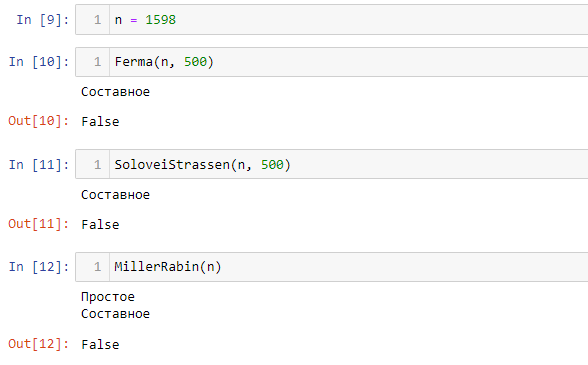 In [9]: 1 n = 1598
In [10]: 1 Ferma(n, 500)
Составное
Out[10]: False
In [11]: 1 SoloveiStrassen(n, 500)
Составное
Out[11]: False
In [12]: 1 MillerRabin(n)
Простое
Составное
Out[12]: False